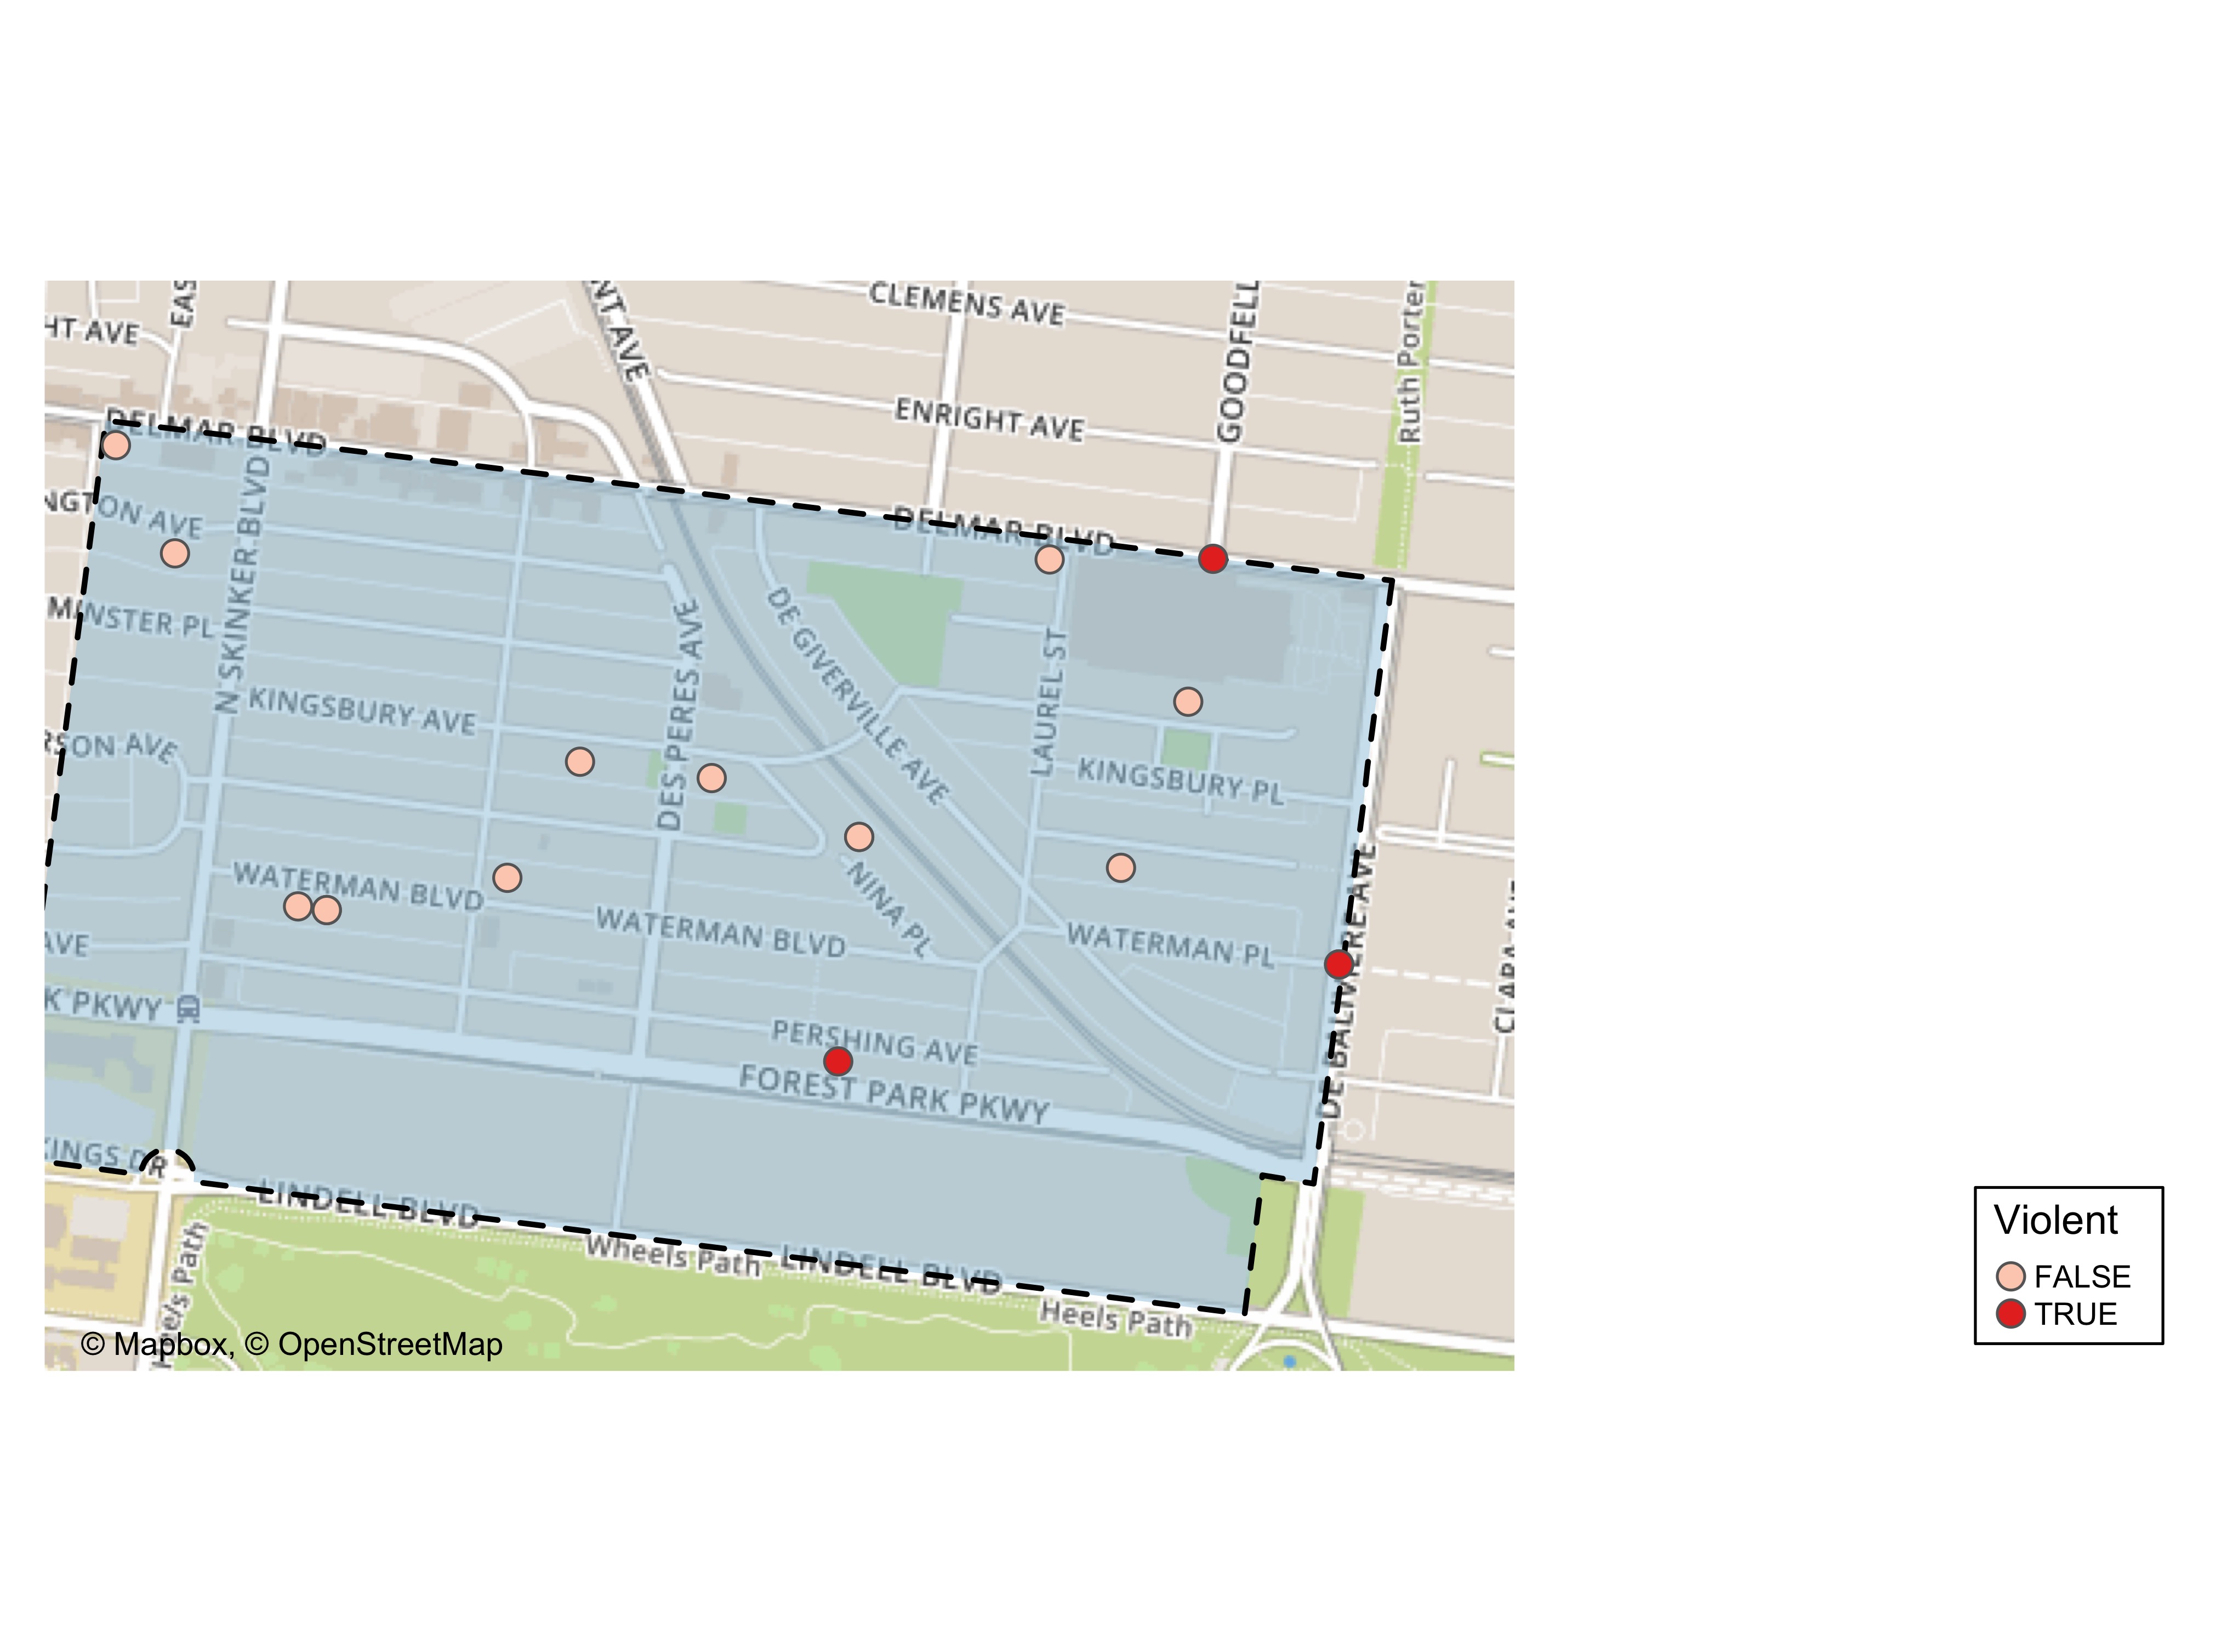 CLEMENS AVE
EAS
HT AVE
NT AVE
GOODFELL
Ruth Porter
ENRIGHT AVE
DELMAR BLVD
DELMAR BLVD
NGTON AVE
N SKINKER BLVD
MINSTER PL
DES PERES AVE
DE GIVERVILLE AVE
LAUREL ST
KINGSBURY AVE
RSON AVE
KINGSBURY PL
WATERMAN BLVD
WATERMAN BLVD
NINA PL
WATERMAN PL
DE BALIVIERE AVE
CLARA AVE
AVE
K PKWY
PERSHING AVE
FOREST PARK PKWY
KINGS DR
LINDELL BLVD
Wheels Path
LINDELL BLVD
Heels Path
Heels Path
© Mapbox, © OpenStreetMap
Violent
FALSE
TRUE